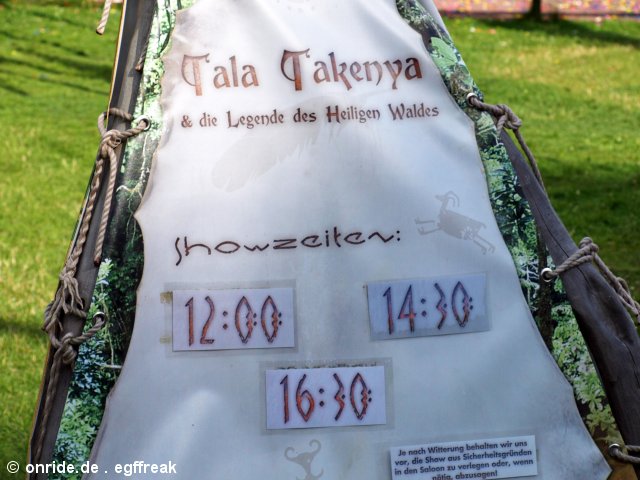 Tala Takenya
& die Legende des Heiligen Waldes
Showzeiten:
12:00 14:30
16:30
Je nach Witterung behalten wir uns
vor, die Show aus Sicherheitsgründen
in den Saloon zu verlegen oder, wenn
nötig, abzusagen!
© onride.de . egffreak